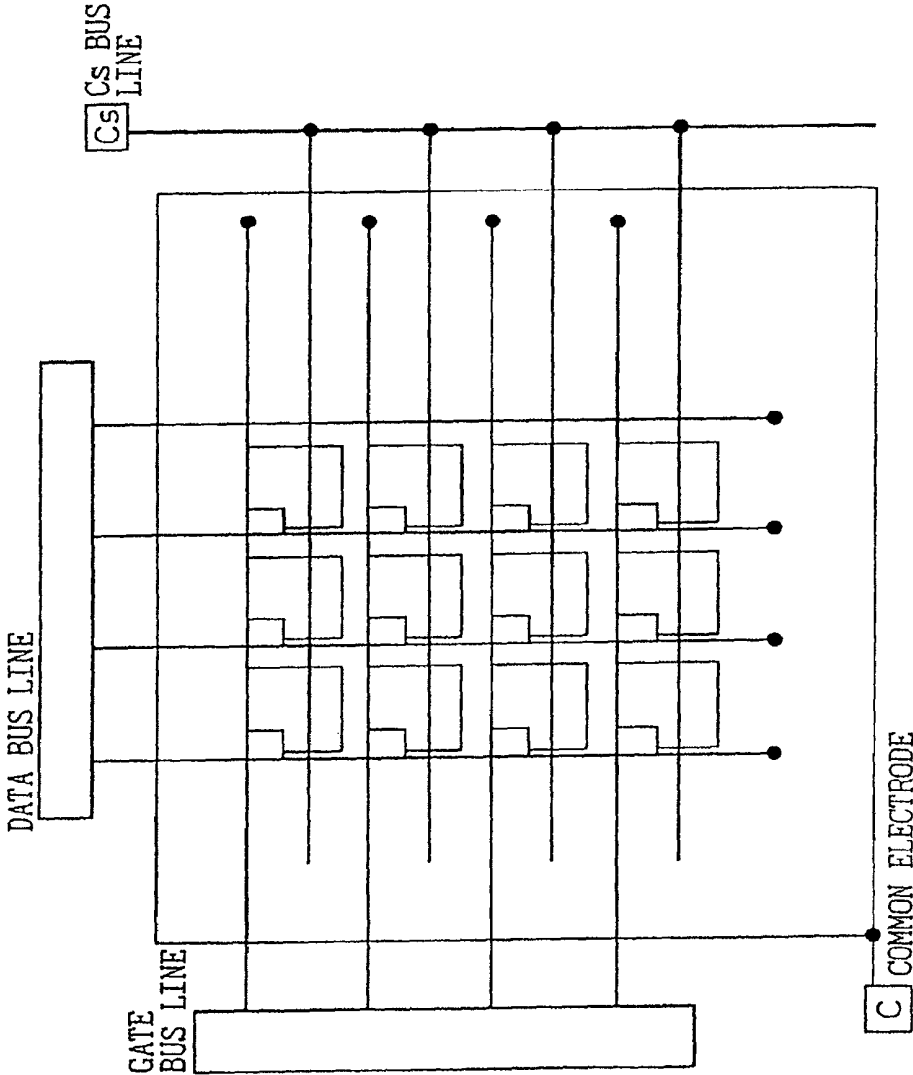 Cs
Cs BUS
LINE
DATA BUS LINE
GATE
BUS LINE
C
COMMON ELECTRODE